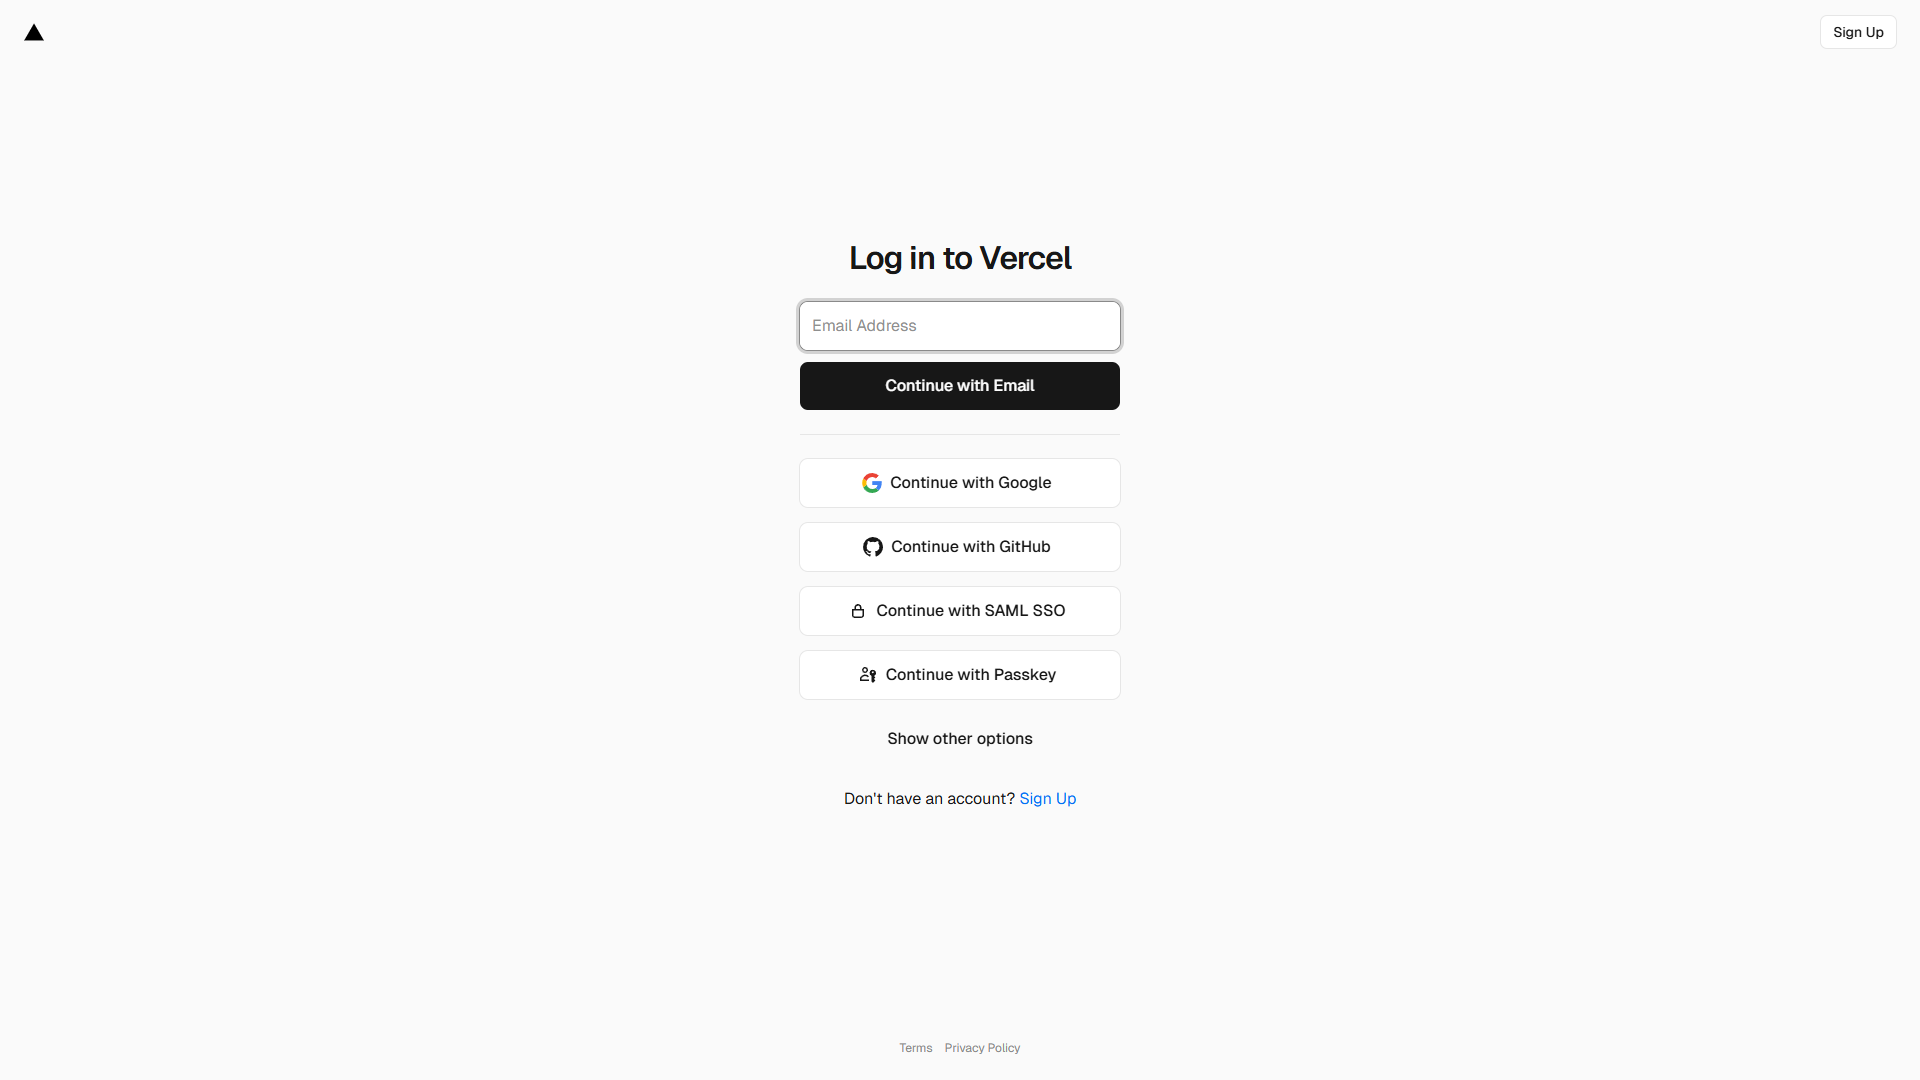 Sign Up
Log in to Vercel
Email Address
Continue with Email
Continue with Google
Continue with GitHub
Continue with SAML SSO
Continue with Passkey
Show other options
Don't have an account? Sign Up
Terms Privacy Policy